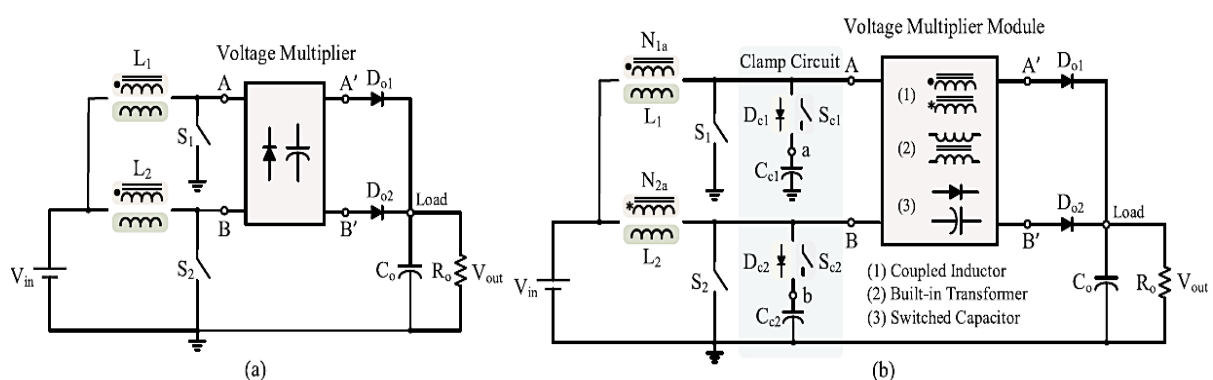 Voltage Multiplier
L1
A
A'
Do1
S1
L2
B
B'
Do2
Load
S2
Vin
Co
Ro
Vout
(a)
Voltage Multiplier Module
N1a
L1
Clamp Circuit
A
A'
Do1
S1
Dc1
Sc1
a
Cc1
(1)
(2)
(3)
N2a
L2
B
B'
Do2
Load
S2
Dc2
Sc2
b
Cc2
Vin
(1) Coupled Inductor
(2) Built-in Transformer
(3) Switched Capacitor
Co
Ro
Vout
(b)